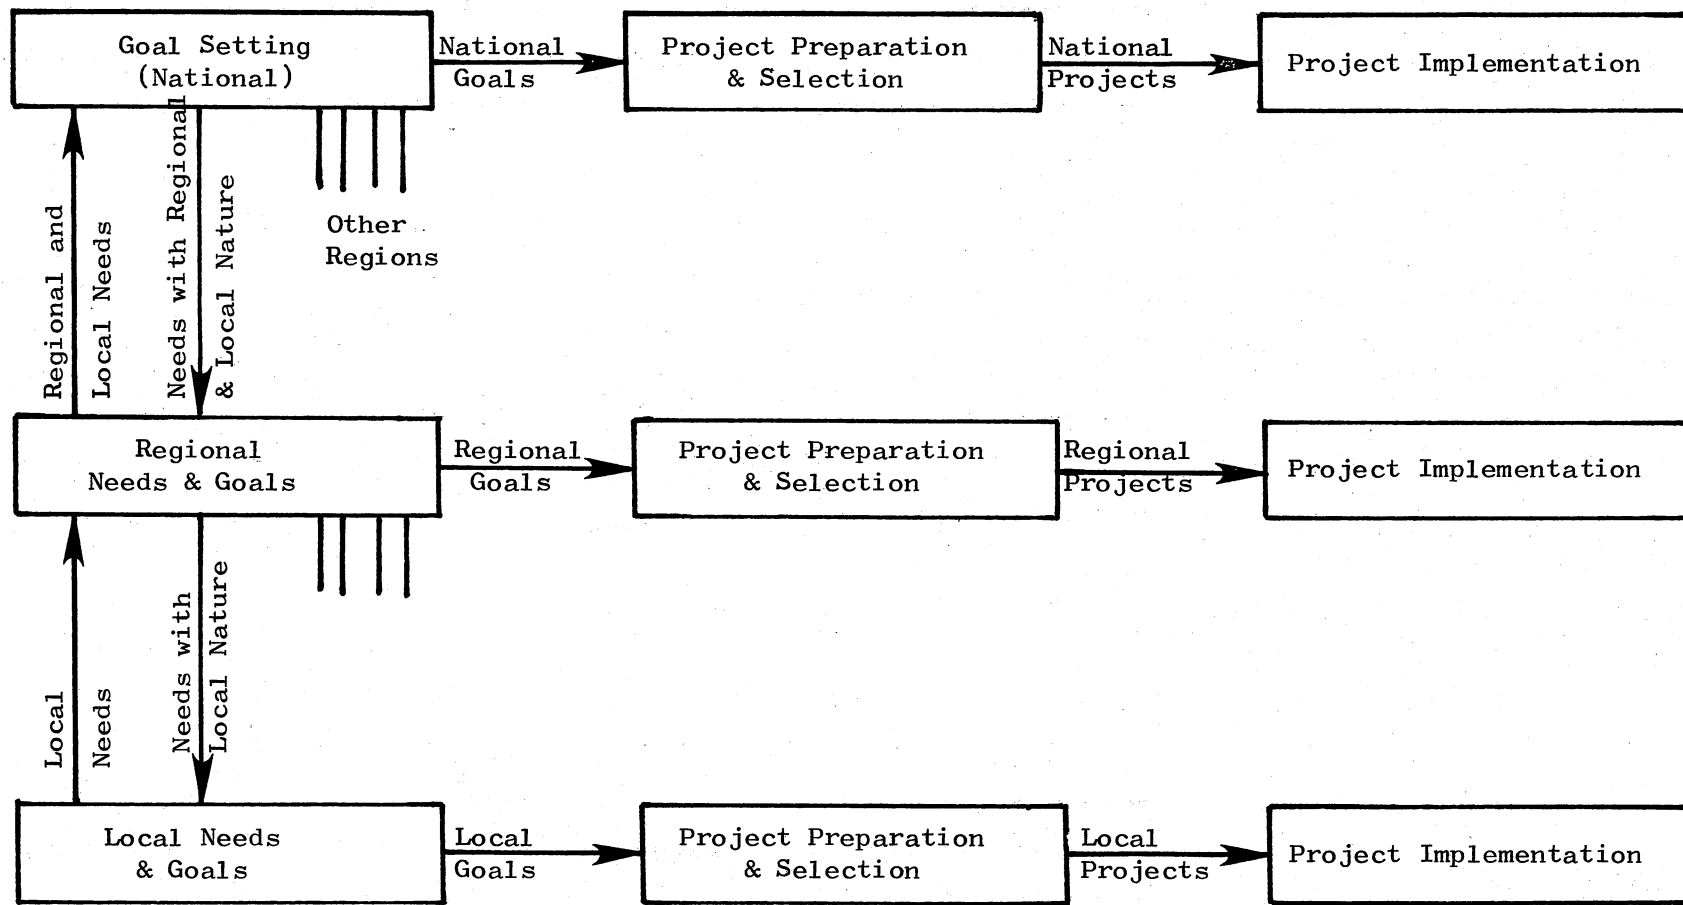 Goal Setting
(National)
National
Goals
Project Preparation
& Selection
National
Projects
Project Implementation
Regional and
Local Needs
Needs with Regional
& Local Nature
Other
Regions
Regional
Needs & Goals
Regional
Goals
Project Preparation
& Selection
Regional
Projects
Project Implementation
Local
Needs
Needs with
Local Nature
Local Needs
& Goals
Local
Goals
Project Preparation
& Selection
Local
Projects
Project Implementation